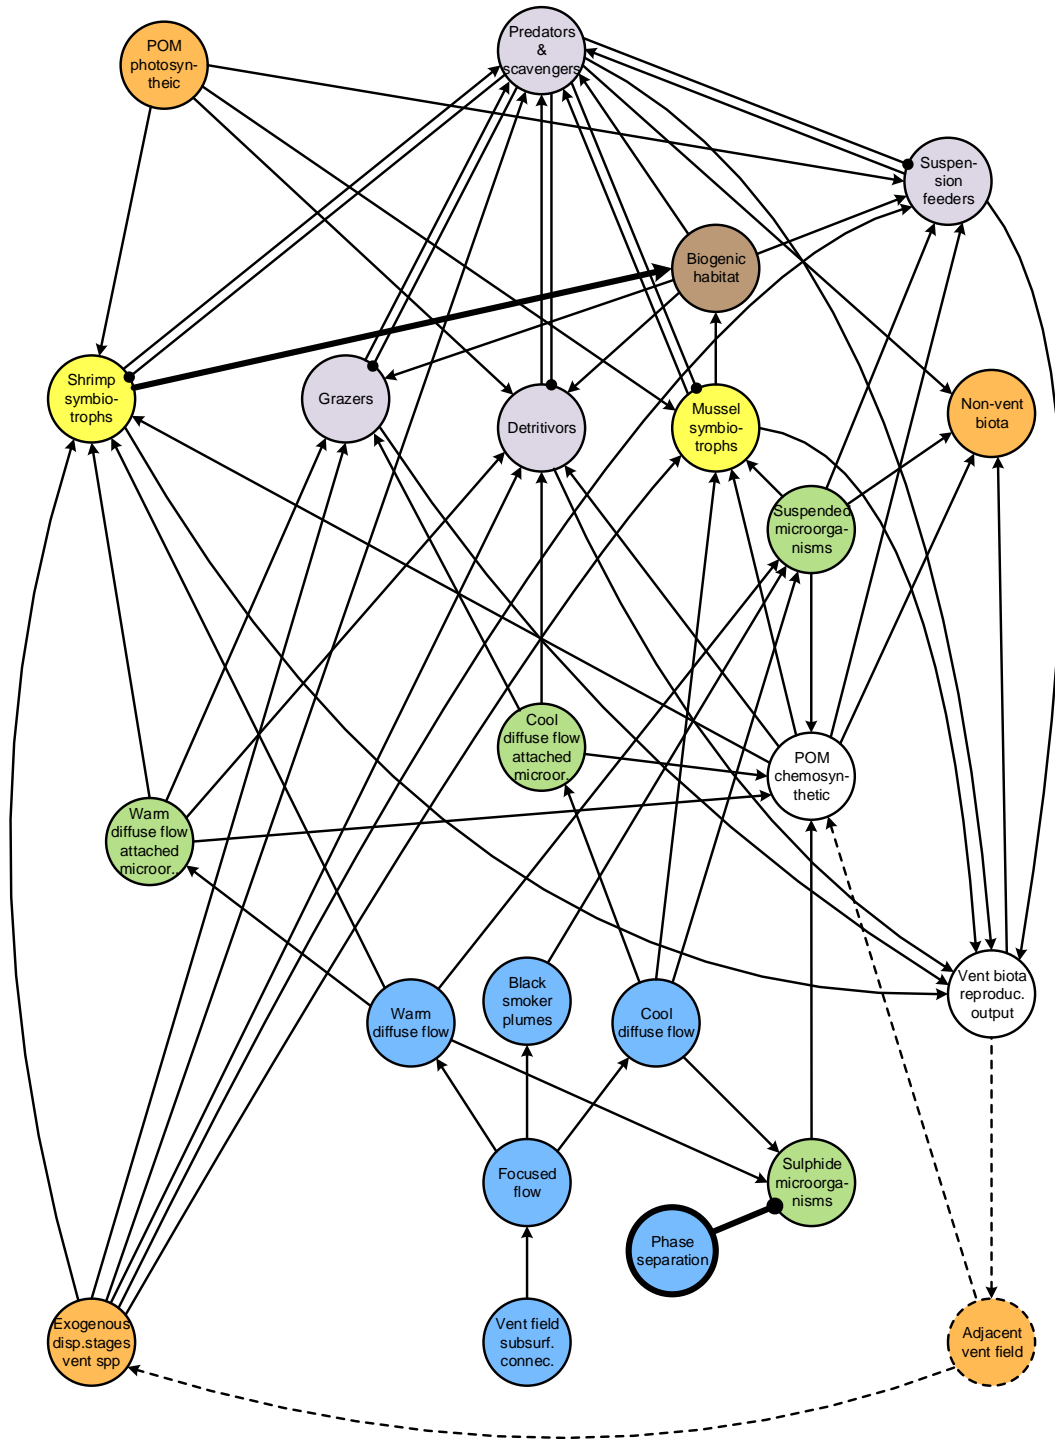 POM
photosyn-
theic
Predators
&
scavengers
Suspen-
sion
feeders
Biogenic
habitat
Shrimp
symbio-
trophs
Grazers
Detritivors
Mussel
symbio-
trophs
Non-vent
biota
Suspended
microorga-
nisms
Cool
diffuse flow
attached
microor.
POM
chemosyn-
thetic
Warm
diffuse flow
attached
microor..
Black
smoker
plumes
Warm
diffuse flow
Cool
diffuse flow
Vent biota
reproduc.
output
Focused
flow
Sulphide
microorga-
nisms
Phase
separation
Exogenous
disp.stages
vent spp
Vent field
subsurf.
connec.
Adjacent
vent field